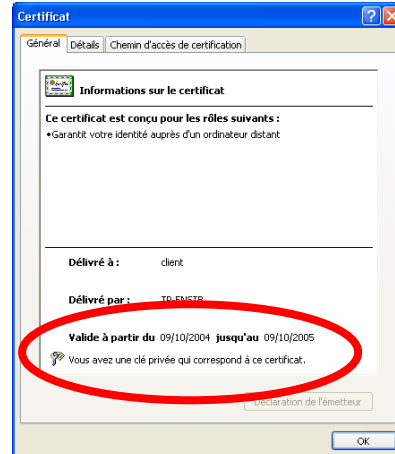 Certificat
Général Détails Chemin d'accès de certification
Informations sur le certificat
Ce certificat est conçu pour les rôles suivants :
•Garantit votre identité auprès d'un ordinateur distant
Délivré à : client
Délivré par :
Valide à partir du 09/10/2004 jusqu'au 09/10/2005
Vous avez une clé privée qui correspond à ce certificat.
Déclaration de l'émetteur
OK